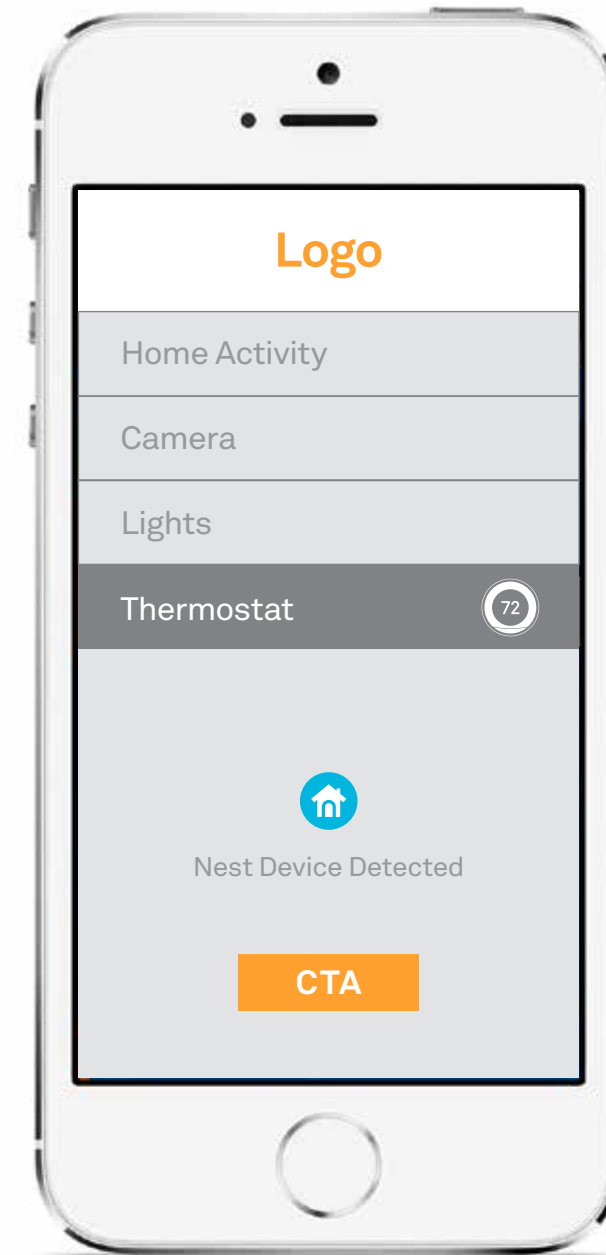 Logo
Home Activity
Camera
Lights
Thermostat
72
Nest Device Detected
CTA